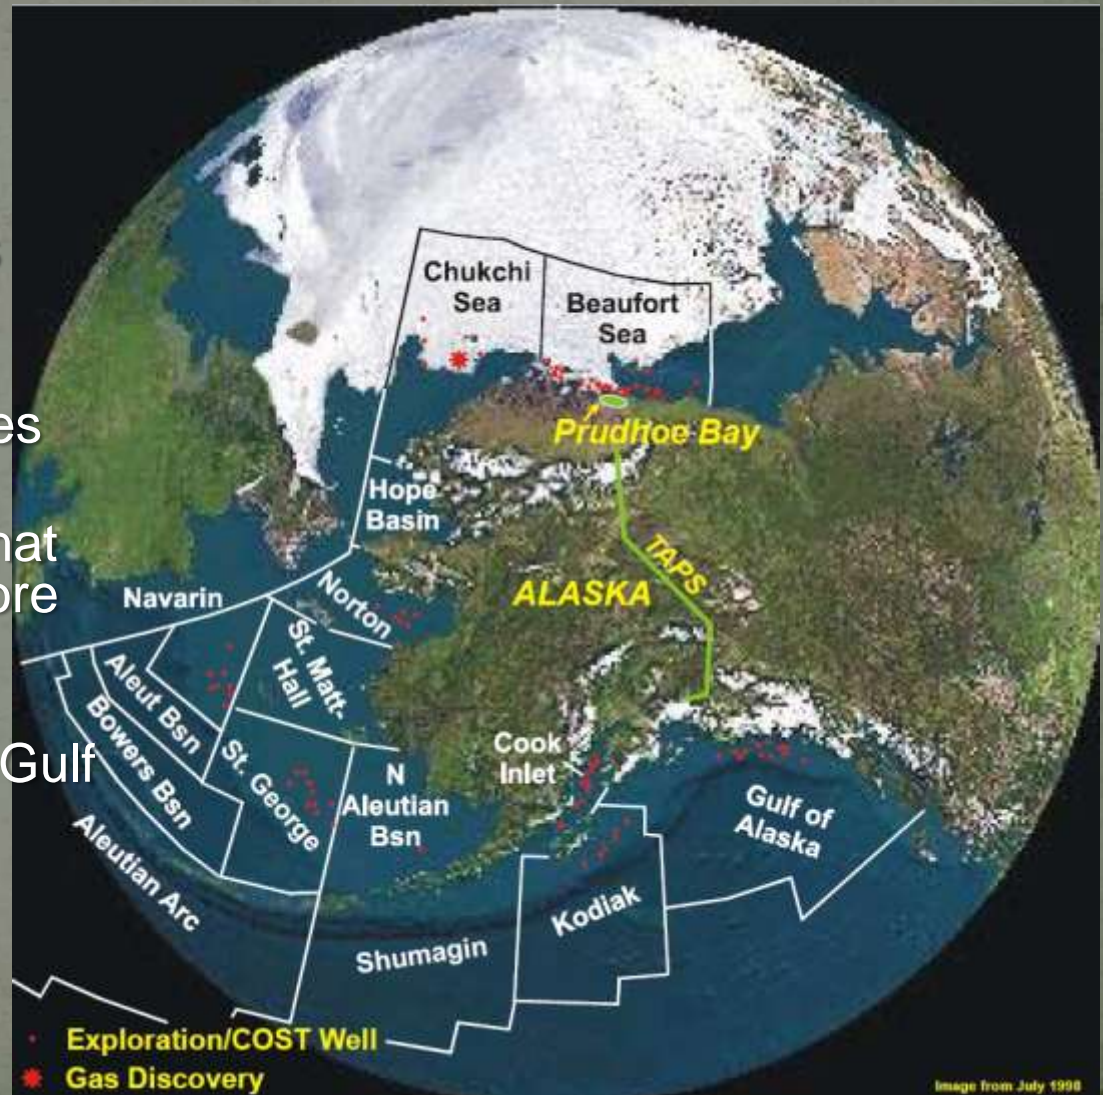 Chukchi
Sea
Beaufort
Sea
es
Prudhoe Bay
Hope
Basin
TAPS
ALASKA
Navarin
Norton
St. Matt-
Hall
Aleut Bsn
Bowers Bsn
St. George
Gulf
N
Aleutian
Bsn
Cook
Inlet
Gulf of
Alaska
Aleutian Arc
Kodiak
Shumagin
Exploration/COST Well
Gas Discovery
Image from July 1998